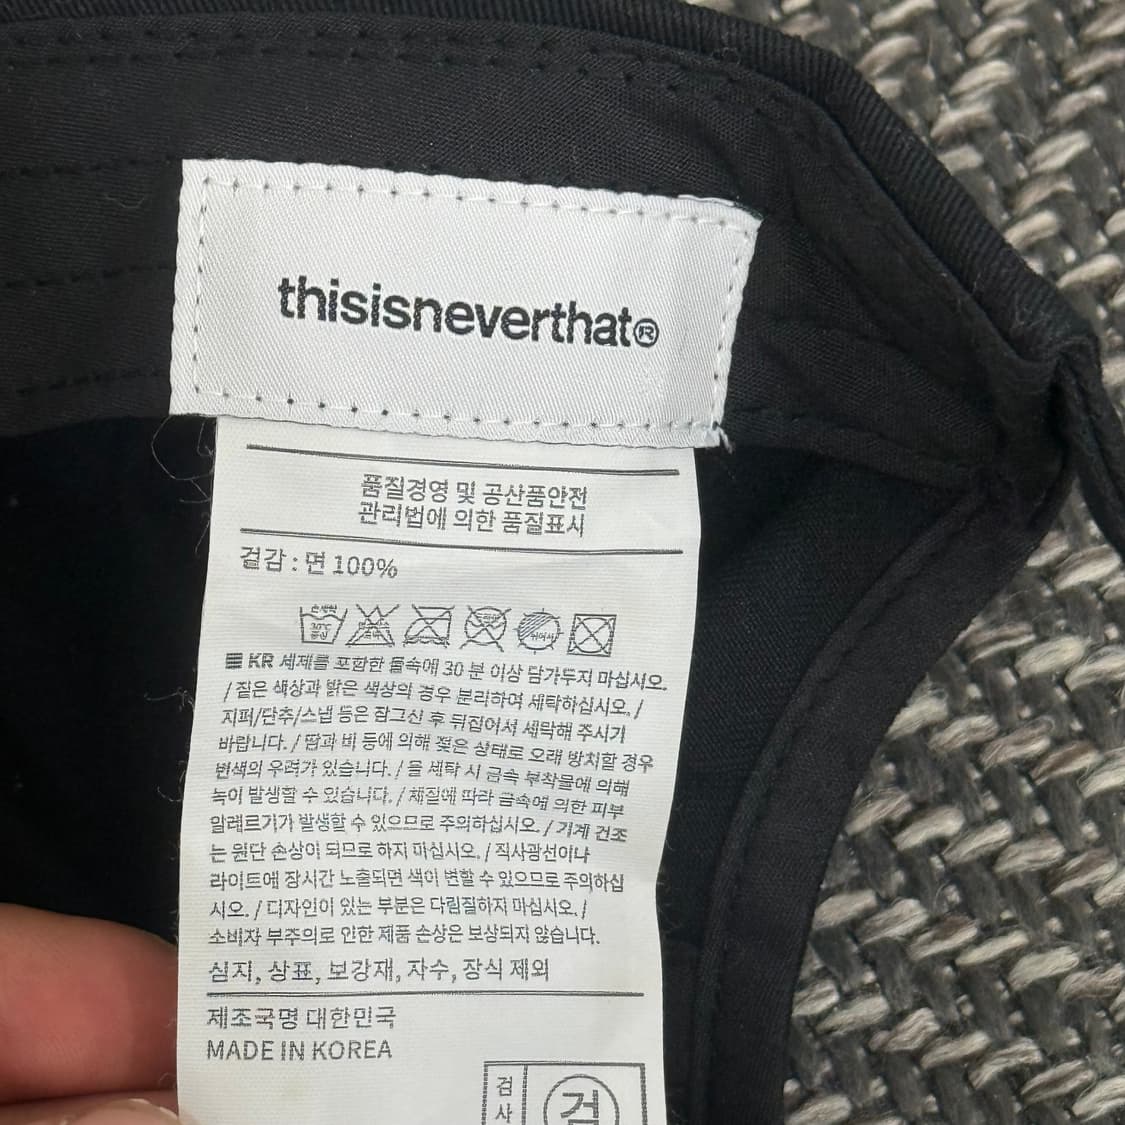 thisisneverthat®
품질경영 및 공산품안전
관리법에 의한 품질표시
겉감 : 면 100%
손세탁
30℃
중성
뉘어서
KR 세제를 포함한 물속에 30 분 이상 담가두지 마십시오.
/ 짙은 색상과 밝은 색상의 경우 분리하여 세탁하십시오. /
지퍼/단추/스냅 등은 잠그신 후 뒤집어서 세탁해 주시기
바랍니다. / 땀과 비 등에 의해 젖은 상태로 오래 방치할 경우
변색의 우려가 있습니다. / 물 세탁 시 금속 부착물에 의해
녹이 발생할 수 있습니다. / 체질에 따라 금속에 의한 피부
알레르기가 발생할 수 있으므로 주의하십시오. / 기계 건조
는 원단 손상이 되므로 하지 마십시오. / 직사광선이나
라이트에 장시간 노출되면 색이 변할 수 있으므로 주의하십
시오. / 디자인이 있는 부분은 다림질하지 마십시오. /
소비자 부주의로 인한 제품 손상은 보상되지 않습니다.
심지, 상표, 보강재, 자수, 장식 제외
제조국명 대한민국
MADE IN KOREA
검사
검